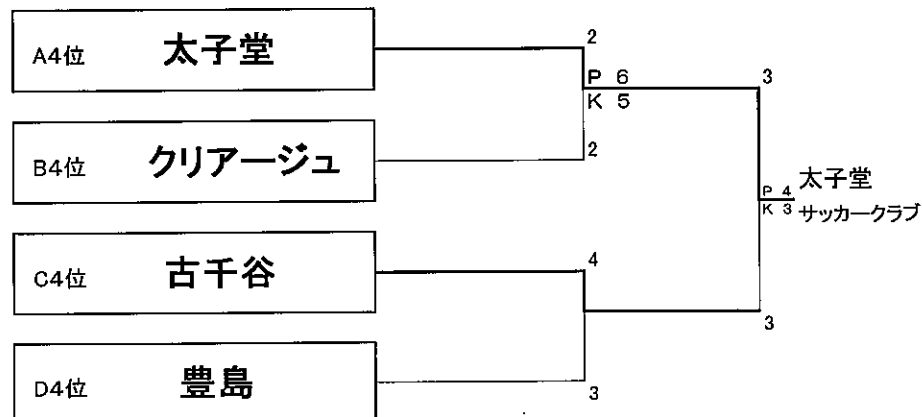 A4位 太子堂
2
P 6
K 5
3
B4位 クリアージュ
2
P 4
K 3
太子堂
サッカークラブ
C4位 古千谷
4
3
D4位 豊島
3